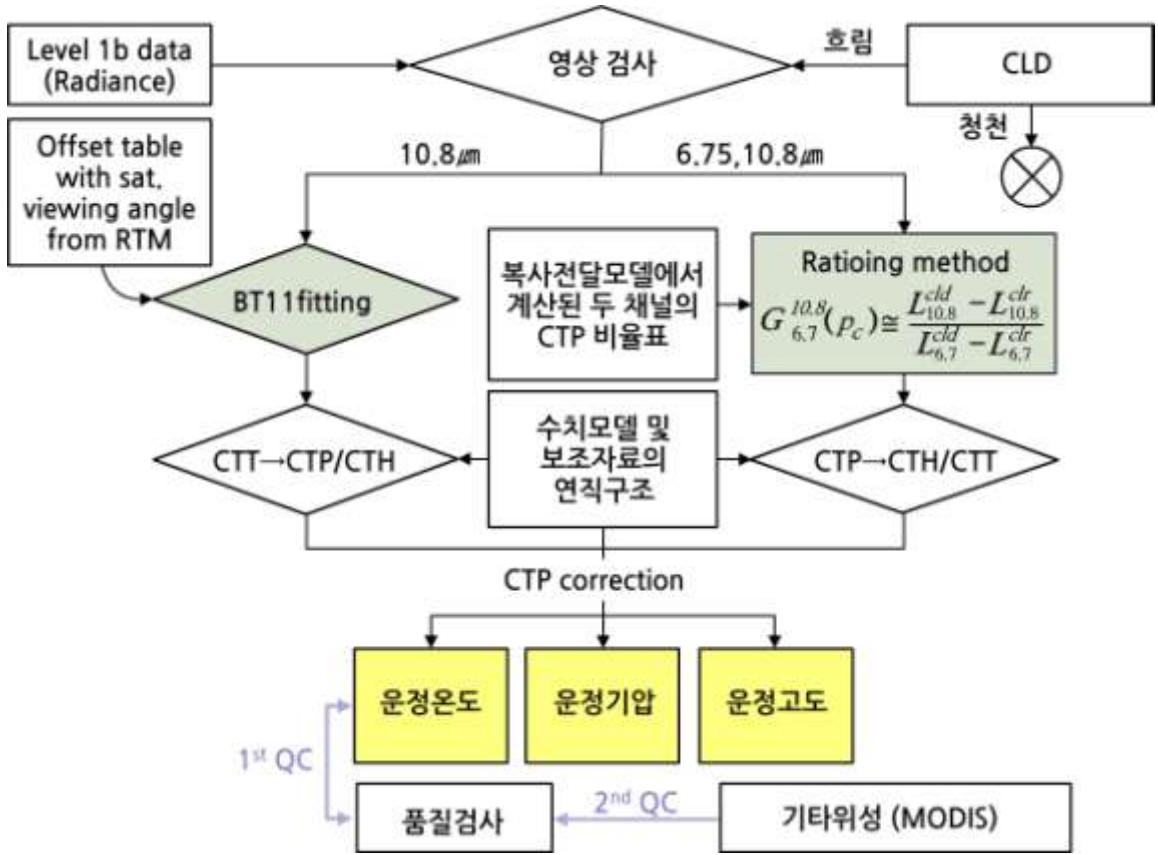 Level 1b data
(Radiance)
영상 검사
흐림
CLD
청천
Offset table
with sat.
viewing angle
from RTM
10.8㎛
6.75,10.8㎛
BT11fitting
복사전달모델에서
계산된 두 채널의
CTP 비율표
Ratioing method
G^{10.8}_{6.7}(p_c)≅\frac{L^{cld}_{10.8} − L^{clr}_{10.8}}{L^{cld}_{6.7} − L^{clr}_{6.7}}
CTT→CTP/CTH
수치모델 및
보조자료의
연직구조
CTP→CTH/CTT
CTP correction
운정온도
운정기압
운정고도
1st QC
품질검사
2nd QC
기타위성 (MODIS)